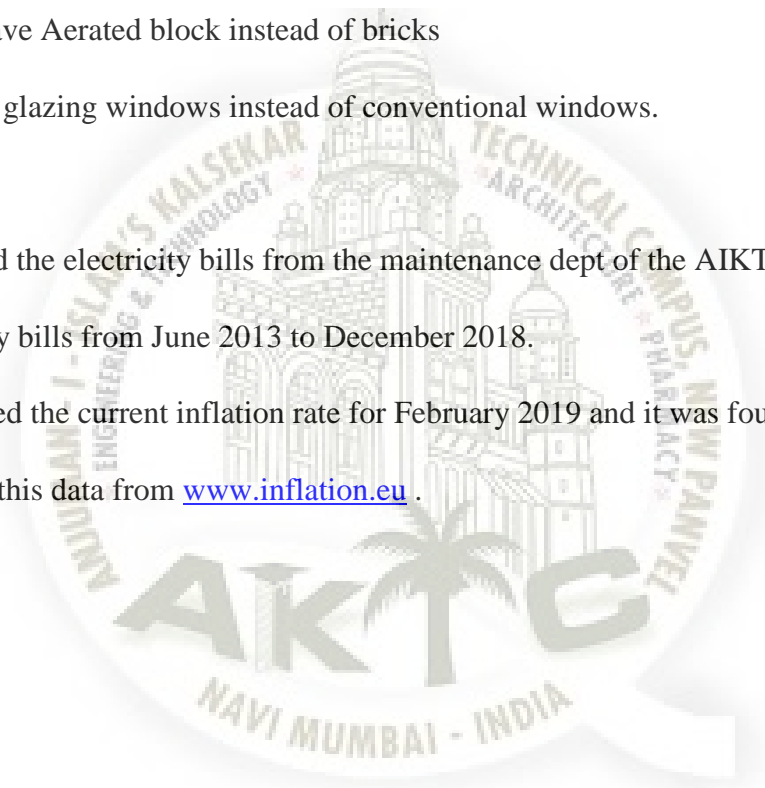 ave Aerated block instead of bricks
glazing windows instead of conventional windows.
d the electricity bills from the maintenance dept of the AIKT
y bills from June 2013 to December 2018.
ed the current inflation rate for February 2019 and it was fou
this data from www.inflation.eu .
ANJUMAN - I - ISLAM'S KALSEKAR TECHNICAL CAMPUS, NEW PANVEL
ENGINEERING & TECHNOLOGY * ARCHITECTURE * PHARMACY *
AIKTC
NAVI MUMBAI - INDIA